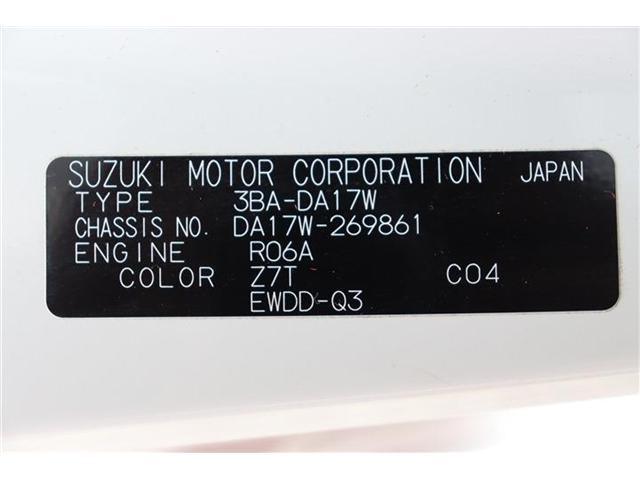 SUZUKI MOTOR CORPORATION JAPAN
TYPE 3BA-DA17W
CHASSIS NO. DA17W-269861
ENGINE R06A
COLOR Z7T C04
EWDD-Q3